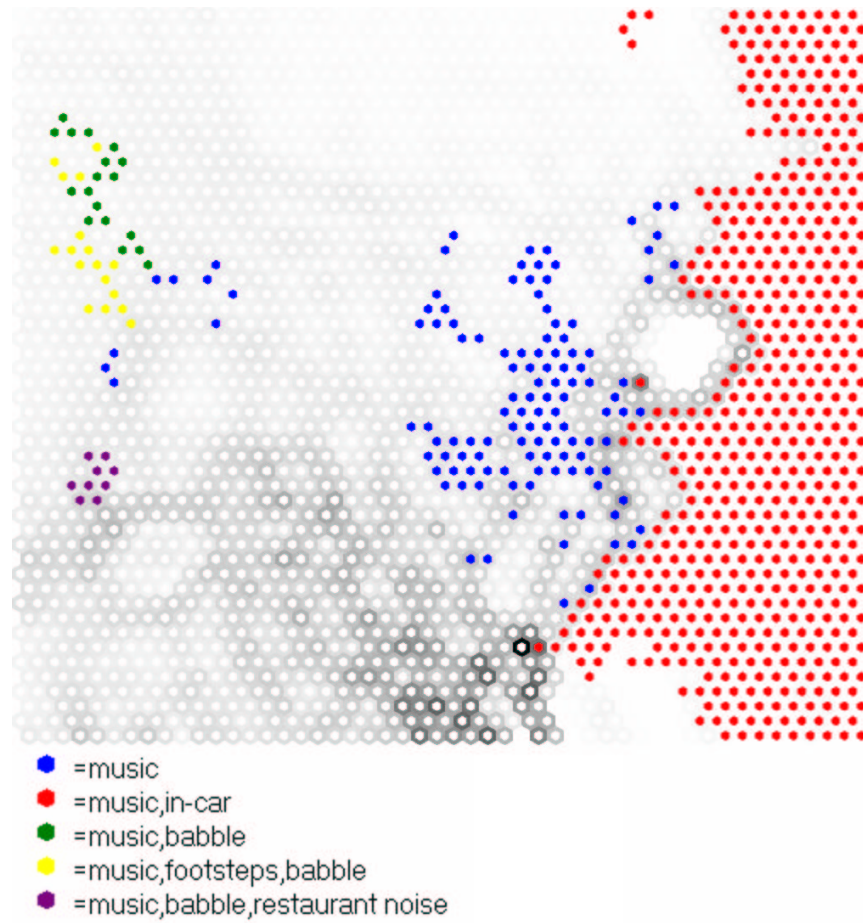 =music
=music,in-car
=music,babble
=music,footsteps,babble
=music,babble,restaurant noise